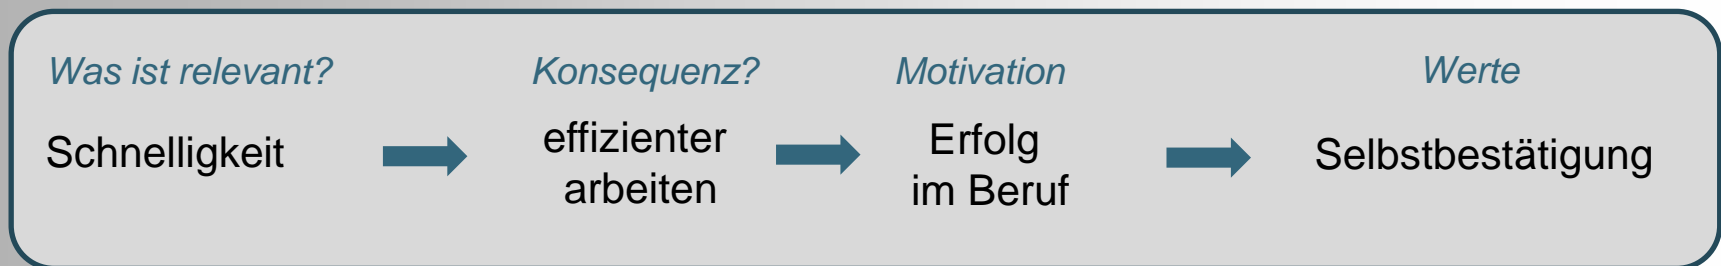 Was ist relevant?
Konsequenz?
Motivation
Werte
Schnelligkeit
effizienter
arbeiten
Erfolg
im Beruf
Selbstbestätigung